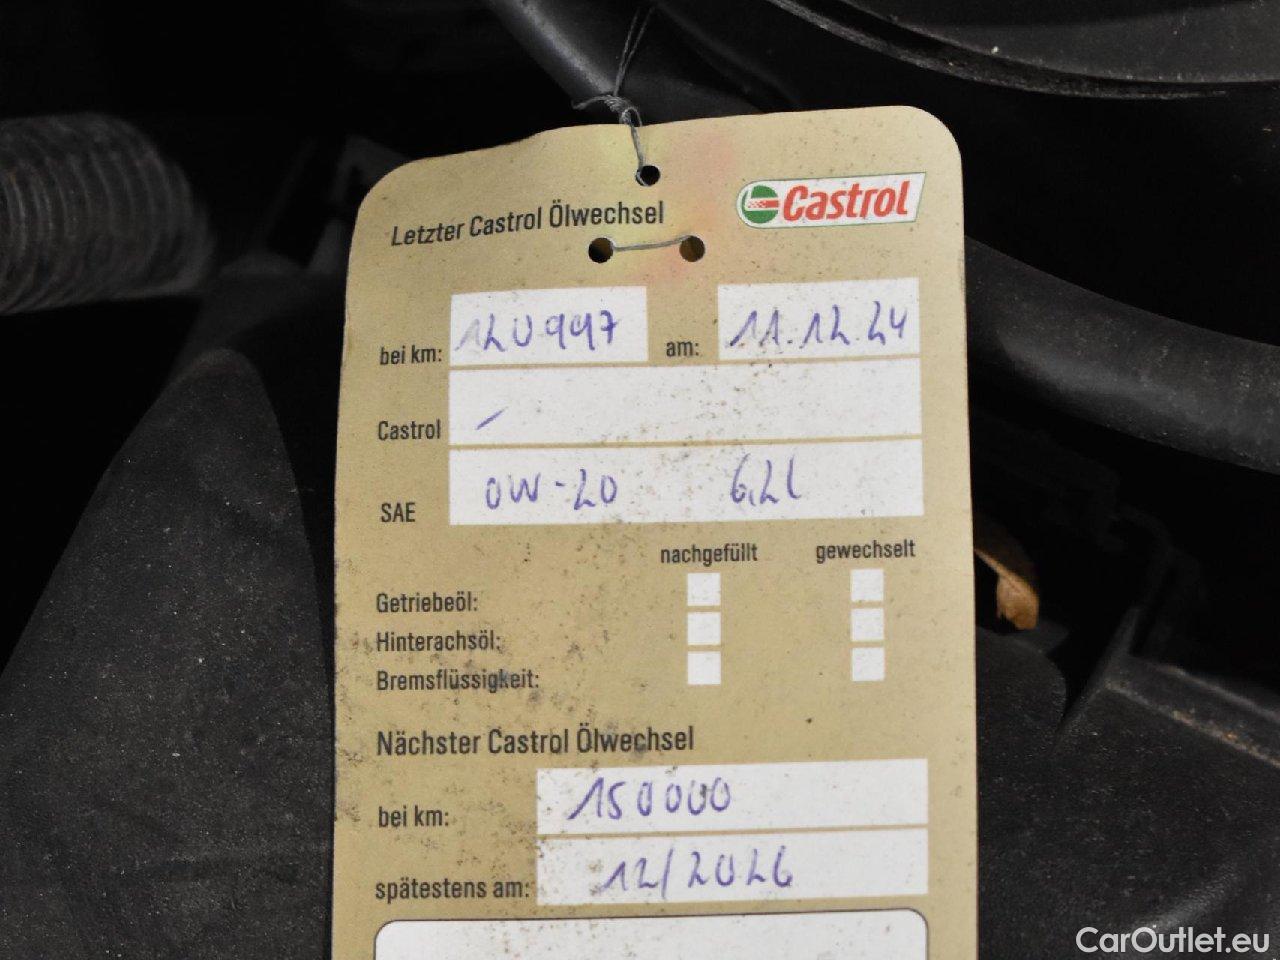 Castrol
Letzter Castrol Ölwechsel
bei km: 120997 am: 11.12.24
Castrol –
SAE 0W-20 6,2l
nachgefüllt gewechselt
Getriebeöl:
Hinterachsöl:
Bremsflüssigkeit:
Nächster Castrol Ölwechsel
bei km: 150000
spätestens am: 12/2026
CarOutlet.eu